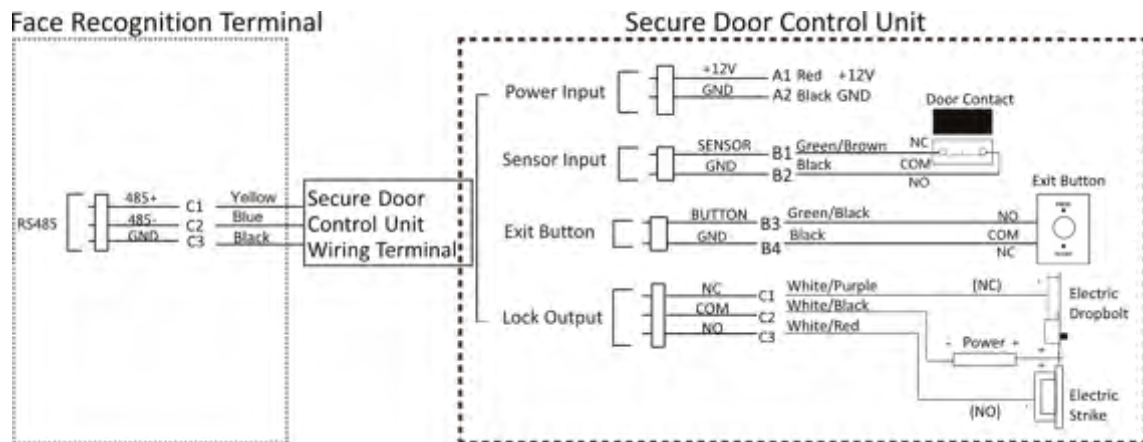 Face Recognition Terminal
Secure Door Control Unit
RS485
485+ C1 Yellow
485- C2 Blue
GND C3 Black
Secure Door
Control Unit
Wiring Terminal
Power Input
+12V A1 Red +12V
GND A2 Black GND
Door Contact
Sensor Input
SENSOR B1 Green/Brown NC
GND B2 Black COM
NO
Exit Button
Exit Button
BUTTON B3 Green/Black NO
GND B4 Black COM
NC
Lock Output
NC C1 White/Purple (NC)
COM C2 White/Black
NO C3 White/Red
Electric
Dropbolt
- Power +
Electric
Strike
(NO)